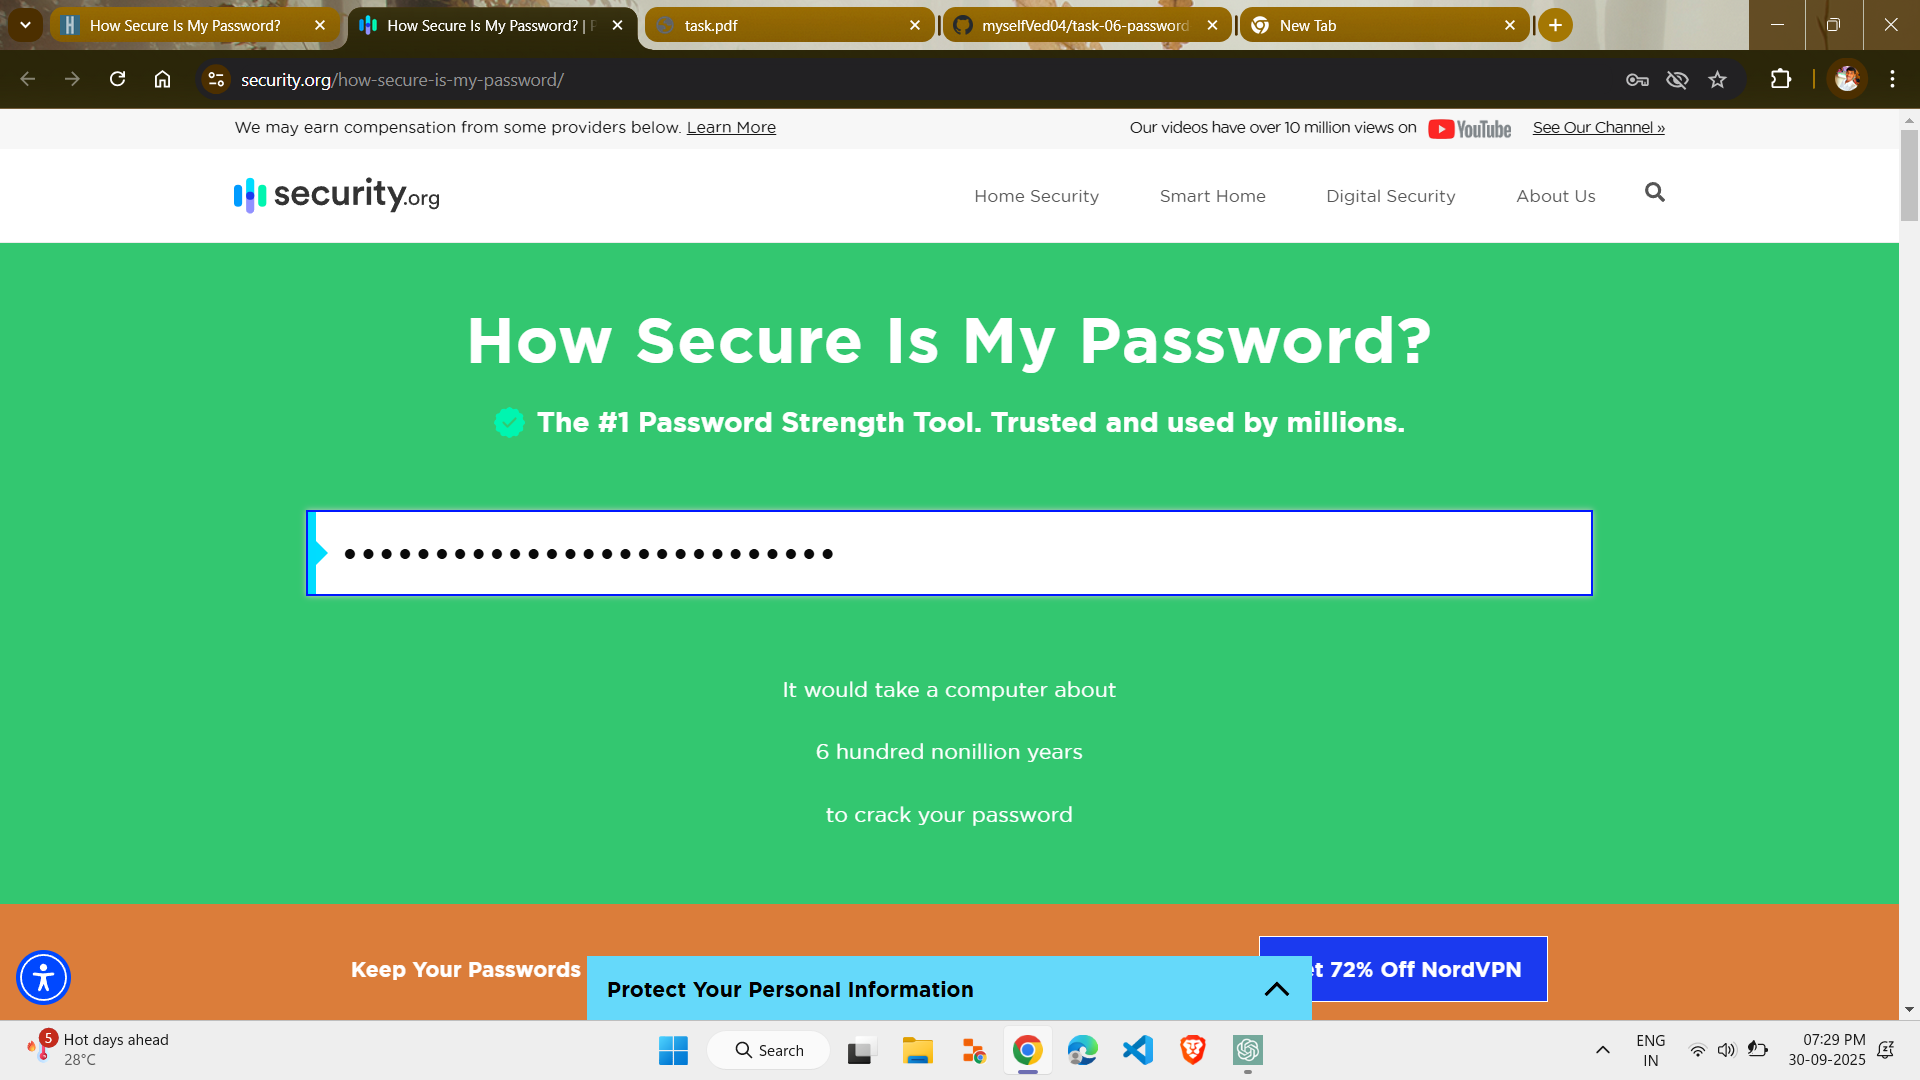 How Secure Is My Password?
How Secure Is My Password? | P
task.pdf
myselfVed04/task-06-password
New Tab
security.org/how-secure-is-my-password/
We may earn compensation from some providers below. Learn More
Our videos have over 10 million views on YouTube See Our Channel »
security.org
Home Security
Smart Home
Digital Security
About Us
How Secure Is My Password?
The #1 Password Strength Tool. Trusted and used by millions.
••••••••••••••••••••••••••• 
It would take a computer about
6 hundred nonillion years
to crack your password
Keep Your Passwords
t 72% Off NordVPN
Protect Your Personal Information
5
Hot days ahead
28°C
Search
ENG
IN
07:29 PM
30-09-2025